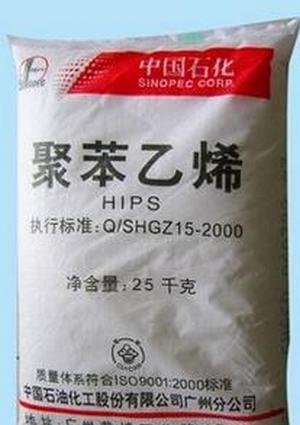 中国石化
SINOPEC CORP.
聚苯乙烯
HIPS
执行标准:Q/SHGZ15-2000
净含量:25 千克
质量体系符合ISO9001:2000标准
中国石油化工股份有限公司广州分公司